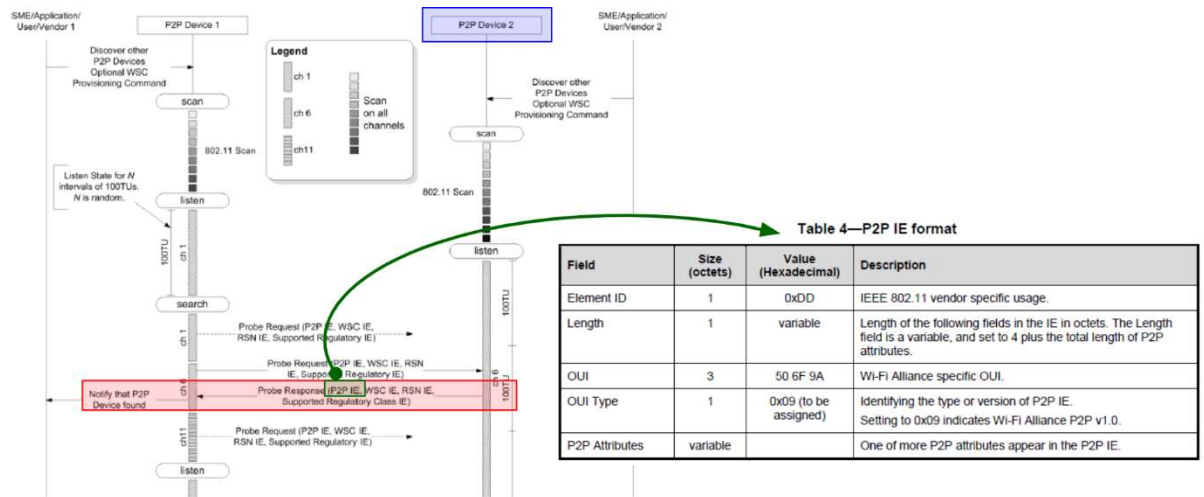 SME/Application/
User/Vendor 1
P2P Device 1
P2P Device 2
SME/Application/
User/Vendor 2
Discover other
P2P Devices
Optional WSC
Provisioning Command
Legend
ch 1
ch 6
ch11
Scan
on all
channels
Discover other
P2P Devices
Optional WSC
Provisioning Command
scan
scan
802.11 Scan
Listen State for N
intervals of 100TUs.
N is random.
802.11 Scan
listen
100TU
ch 1
listen
search
100TU
ch 1
Probe Request (P2P IE, WSC IE,
RSN IE, Supported Regulatory IE)
Probe Request (P2P IE, WSC IE, RSN
IE, Supported Regulatory IE)
ch 6
ch 6
100TU
Notify that P2P
Device found
Probe Response (P2P IE, WSC IE, RSN IE,
Supported Regulatory Class IE)
ch11
Probe Request (P2P IE, WSC IE,
RSN IE, Supported Regulatory IE)
listen
Table 4—P2P IE format
Field Size (octets) Value (Hexadecimal) Description
Element ID 1 0xDD IEEE 802.11 vendor specific usage.
Length 1 variable Length of the following fields in the IE in octets. The Length
field is a variable, and set to 4 plus the total length of P2P
attributes.
OUI 3 50 6F 9A Wi-Fi Alliance specific OUI.
OUI Type 1 0x09 (to be assigned) Identifying the type or version of P2P IE.
Setting to 0x09 indicates Wi-Fi Alliance P2P v1.0.
P2P Attributes variable One of more P2P attributes appear in the P2P IE.